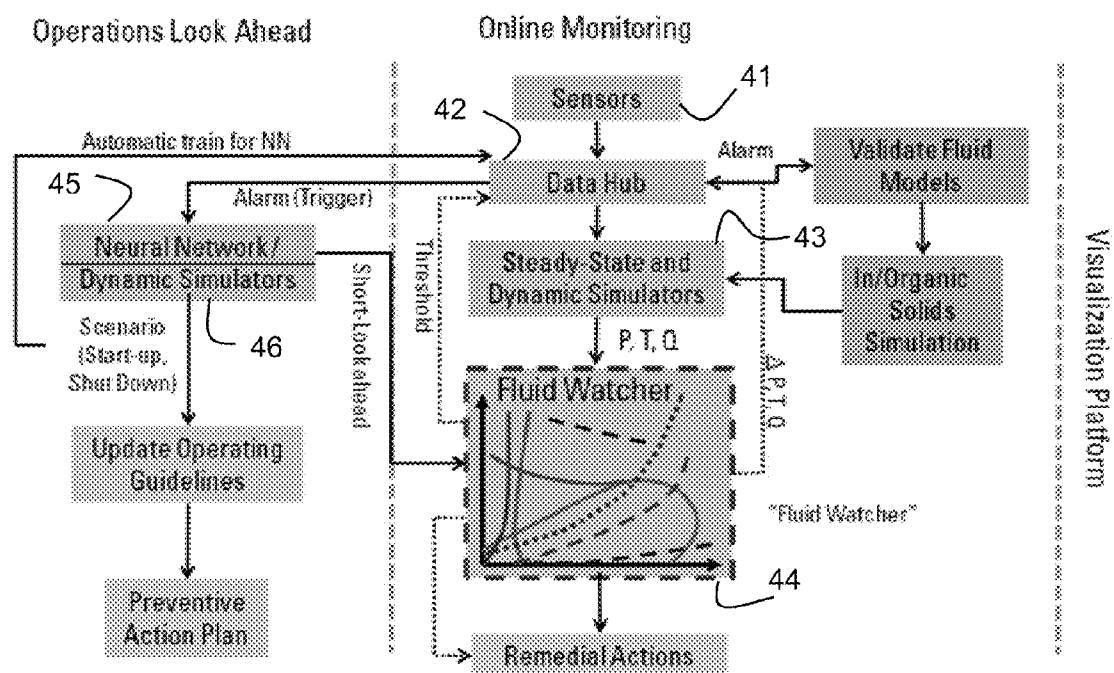 Operations Look Ahead
Online Monitoring
Sensors
41
42
Automatic train for NN
Alarm
Validate Fluid
Models
Data Hub
45
Alarm (Trigger)
43
Neural Network/
Dynamic Simulators
Threshold
Steady-State and
Dynamic Simulators
In/Organic
Solids
Simulation
Visualization Platform
Scenario
(Start-up,
Shut Down)
46
Short-Look ahead
P, T, Q
Δ P,T, Q
Fluid Watcher
Update Operating
Guidelines
"Fluid Watcher"
44
Preventive
Action Plan
Remedial Actions